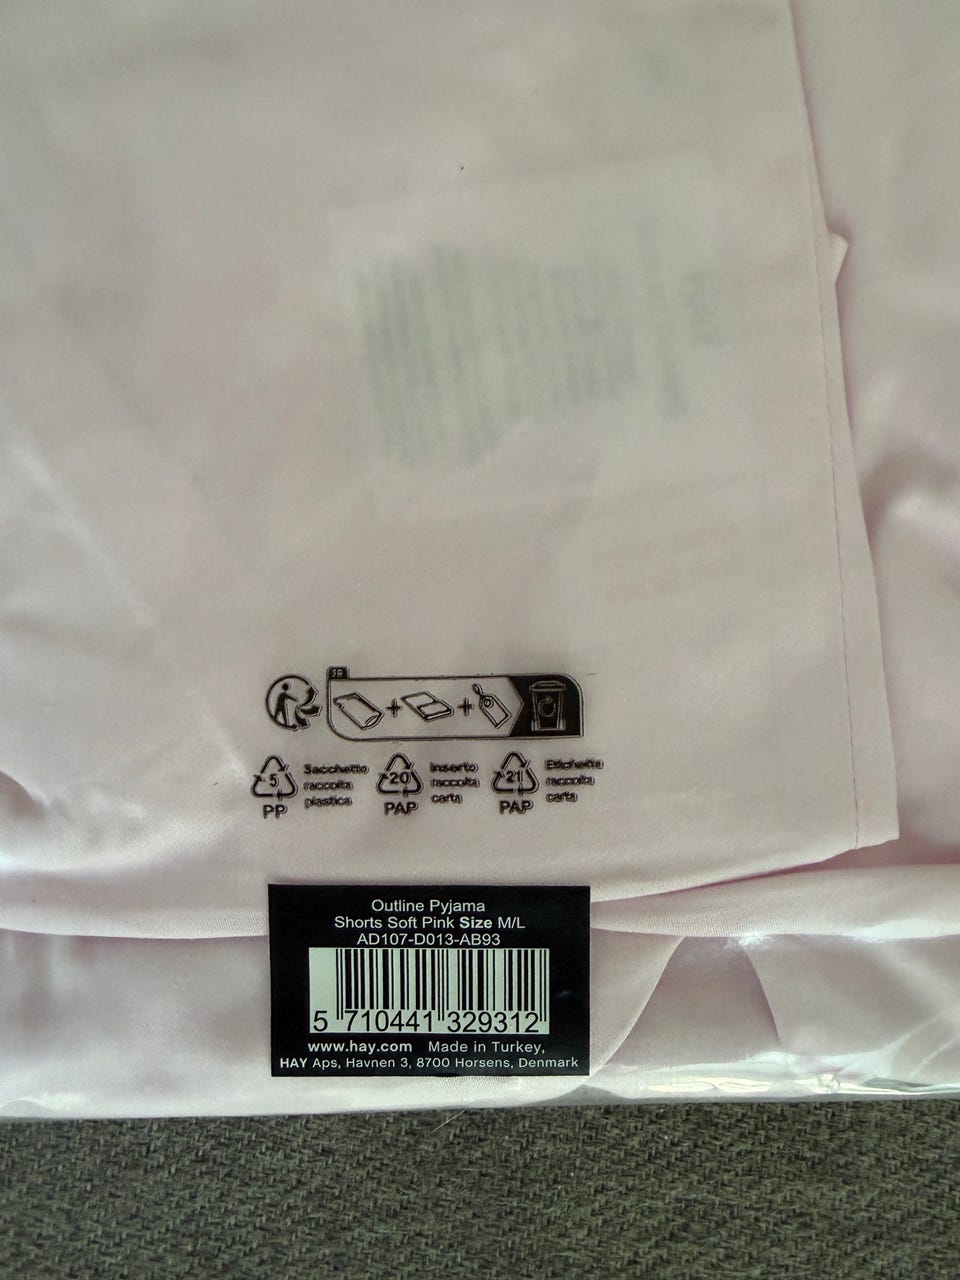 FR
5
PP
Sacchetto
raccolta
plastica
20
PAP
Inserto
raccolta
carta
21
PAP
Etichetta
raccolta
carta
Outline Pyjama
Shorts Soft Pink Size M/L
AD107-D013-AB93
5 710441 329312
www.hay.com Made in Turkey,
HAY Aps, Havnen 3, 8700 Horsens, Denmark